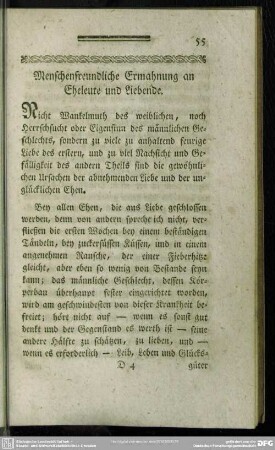 55
Menschenfreundliche Ermahnung an
Eheleute und Liebende.
Nicht Wankelmuth des weiblichen, noch
Herrschsucht oder Eigensinn des männlichen Ge-
schlechts, sondern zu viele zu anhaltend feurige
Liebe des erstern, und zu viel Nachsicht und Ge-
fälligkeit des andren Theils sind die gewöhnli-
chen Ursachen der abnehmenden Liebe und der un-
glücklichen Ehen.
Bey allen Ehen, die aus Liebe geschlossen
werden, denn von andern spreche ich nicht, ver-
fließen die ersten Wochen bey einem beständigen
Tändeln, bey zuckersüssen Küssen, und in einem
angenehmen Rausche, der einer Fieberhitze
gleicht, aber eben so wenig von Bestande seyn
kann; das männliche Geschlecht, dessen Kör-
perbau überhaupt fester eingerichtet worden,
wird am geschwindesten von dieser Krankheit be-
freiet; hört nicht auf — wenn es sonst gut
denkt und der Gegenstand es werth ist — seine
andere Hälfte zu schätzen, zu lieben, und —
wenn es erforderlich — Leib, Leben und Glücks-
D 4
güter